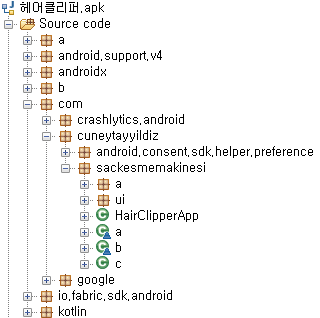 헤어클리퍼.apk
Source code
a
android.support.v4
androidx
b
com
crashlytics.android
cuneytayyildiz
android.consent.sdk.helper.preference
sackesmemakinesi
a
ui
HairClipperApp
a
b
c
google
io.fabric.sdk.android
kotlin